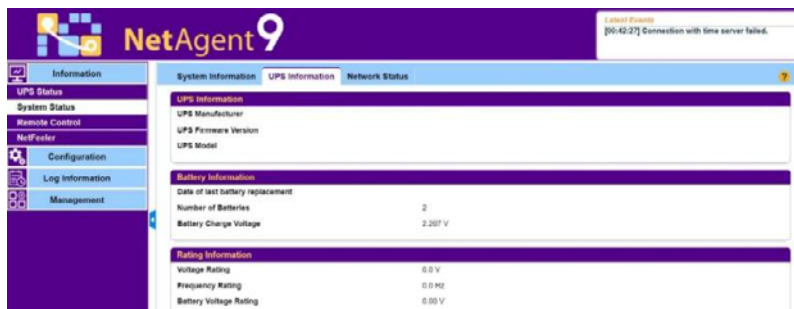 NetAgent 9
Latest Events
[00:42:27] Connection with time server failed.
Information
UPS Status
System Status
Remote Control
NetFeeler
Configuration
Log Information
Management
System Information UPS Information Network Status
?
UPS Information
UPS Manufacturer
UPS Firmware Version
UPS Model
Battery Information
Date of last battery replacement
Number of Batteries 2
Battery Charge Voltage 2.267 V
Rating Information
Voltage Rating 0.0 V
Frequency Rating 0.0 Hz
Battery Voltage Rating 0.00 V